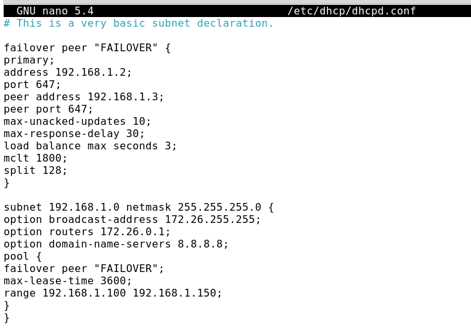 GNU nano 5.4 /etc/dhcp/dhcpd.conf
# This is a very basic subnet declaration.
failover peer "FAILOVER" {
primary;
address 192.168.1.2;
port 647;
peer address 192.168.1.3;
peer port 647;
max-unacked-updates 10;
max-response-delay 30;
load balance max seconds 3;
mclt 1800;
split 128;
}
subnet 192.168.1.0 netmask 255.255.255.0 {
option broadcast-address 172.26.255.255;
option routers 172.26.0.1;
option domain-name-servers 8.8.8.8;
pool {
failover peer "FAILOVER";
max-lease-time 3600;
range 192.168.1.100 192.168.1.150;
}
}